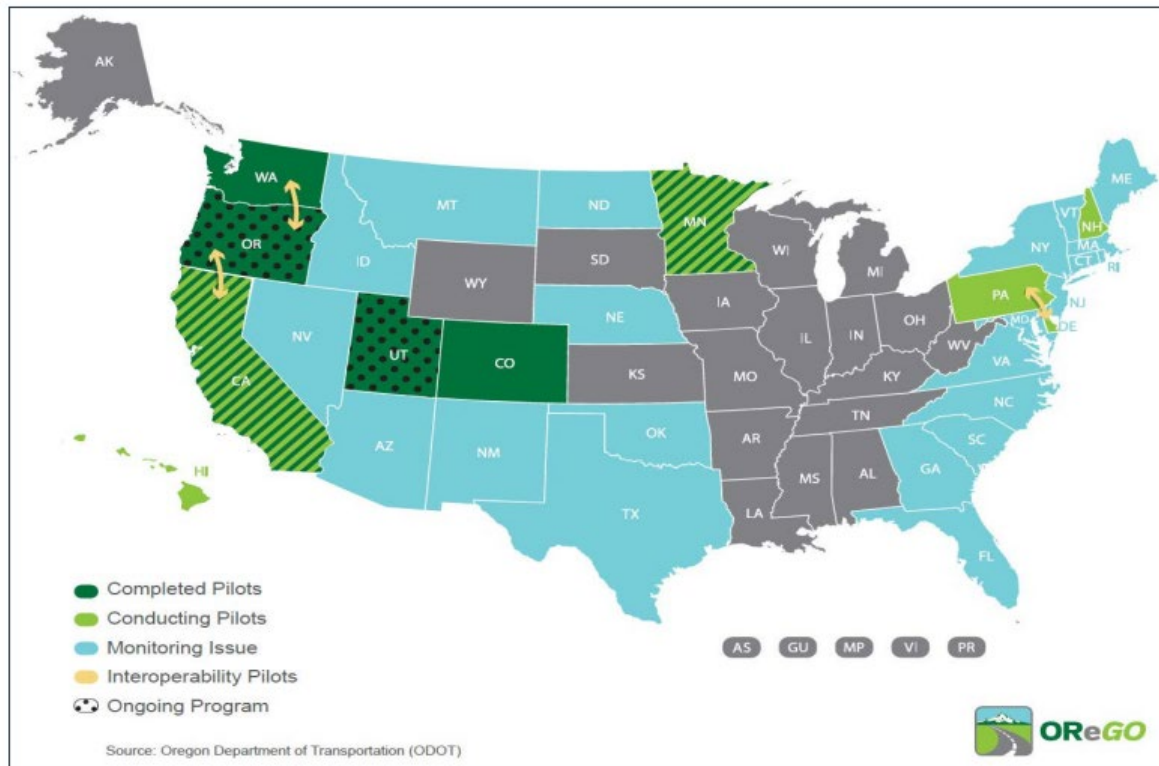 AK
WA
MT
ND
MN
ME
OR
ID
WY
SD
WI
MI
VT
NH
NY
MA
CT
RI
NV
UT
CO
NE
IA
IL
IN
OH
PA
NJ
MD
DE
WV
VA
CA
KS
MO
KY
NC
AZ
NM
OK
AR
TN
SC
HI
TX
LA
MS
AL
GA
FL
Completed Pilots
Conducting Pilots
Monitoring Issue
Interoperability Pilots
Ongoing Program
AS GU MP VI PR
Source: Oregon Department of Transportation (ODOT)
OReGO